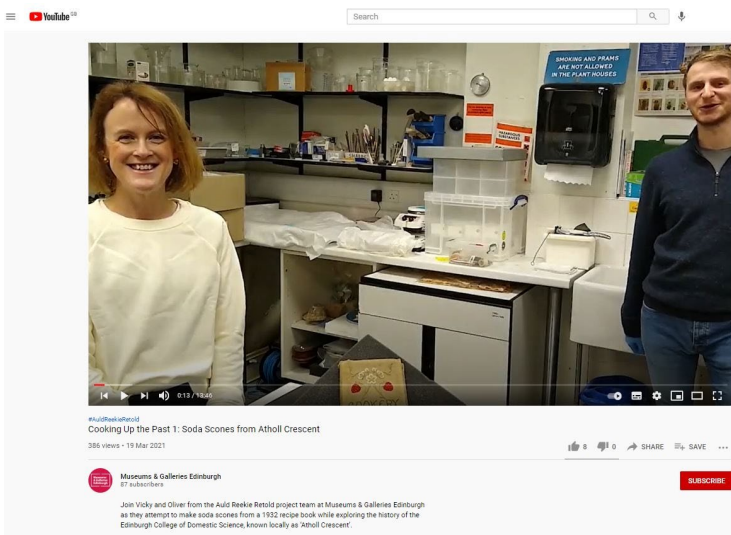 YouTube GB
Search
SMOKING AND PRAMS
ARE NOT ALLOWED
IN THE PLANT HOUSES
HAZARDOUS
SUBSTANCES
COOKERY
0:13 / 13:46
#AuldReekieRetold
Cooking Up the Past 1: Soda Scones from Atholl Crescent
386 views • 19 Mar 2021
8
0
SHARE
SAVE
Museums & Galleries Edinburgh
87 subscribers
SUBSCRIBE
Join Vicky and Oliver from the Auld Reekie Retold project team at Museums & Galleries Edinburgh
as they attempt to make soda scones from a 1932 recipe book while exploring the history of the
Edinburgh College of Domestic Science, known locally as 'Atholl Crescent'.